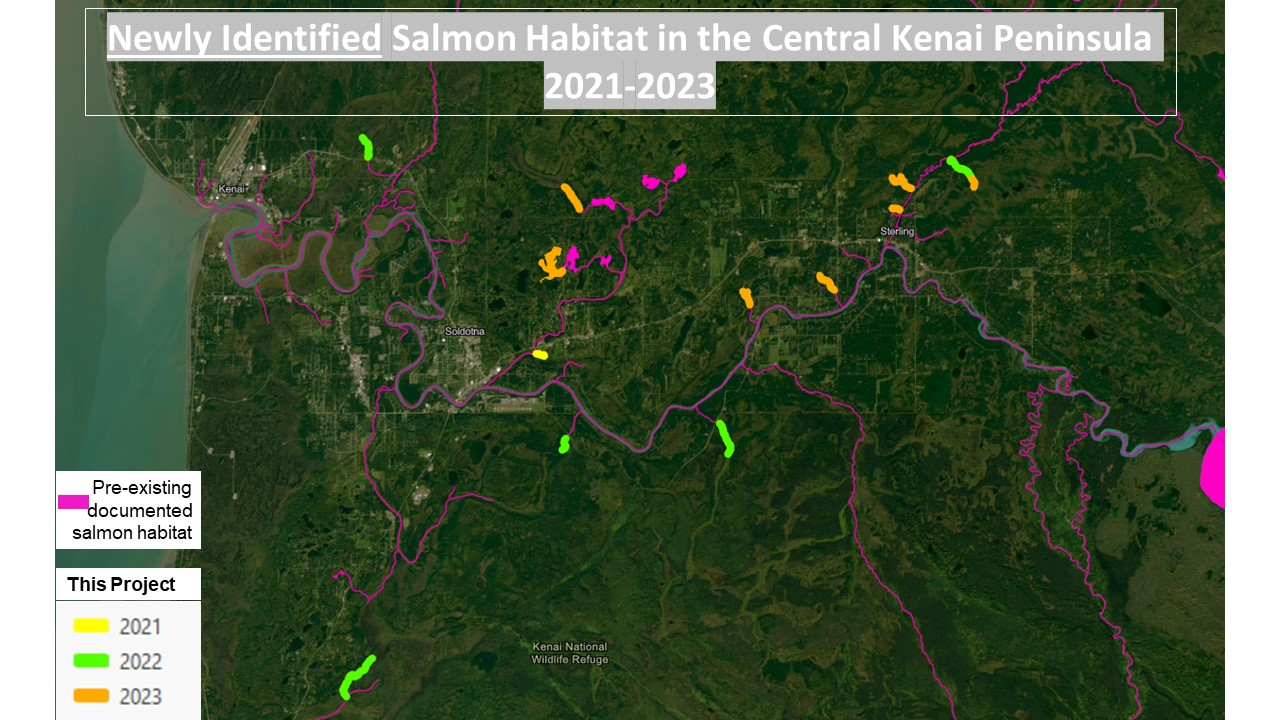 Newly Identified Salmon Habitat in the Central Kenai Peninsula
2021-2023
Kenai
Sterling
Soldotna
Pre-existing
documented
salmon habitat
This Project
2021
2022
2023
Kenai National
Wildlife Refuge